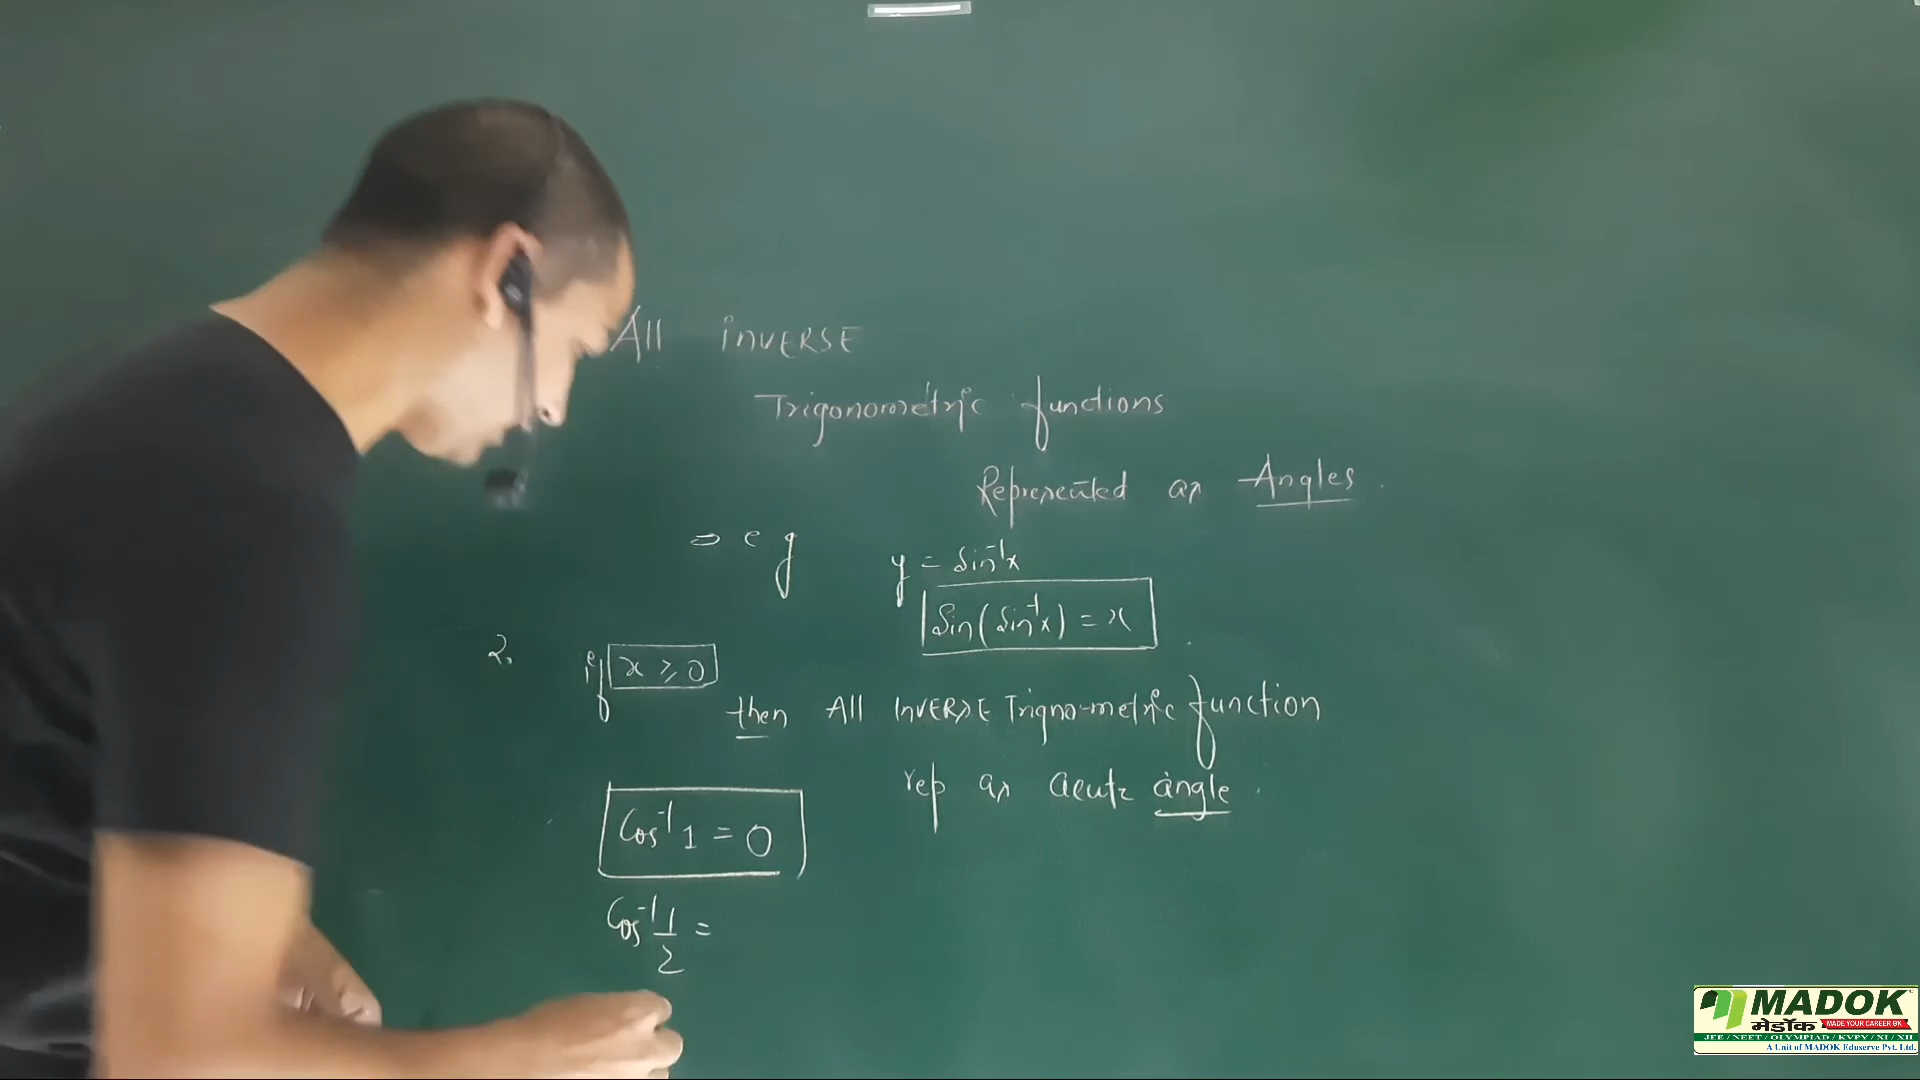 All INVERSE
Trigonometric functions
Represented as Angles.
⇒ e g y = Sin⁻¹x
Sin(Sin⁻¹x) = x
2. if x ≥ 0
then All INVERSE Trigno-metric function
rep as acute angle.
Cos⁻¹ 1 = 0
Cos⁻¹ 1/2 =
MADOK
मेडॉक MADE YOUR CAREER OK
JEE / NEET / OLYMPIAD / KVPY / XI / XII
A Unit of MADOK Eduserve Pvt. Ltd.